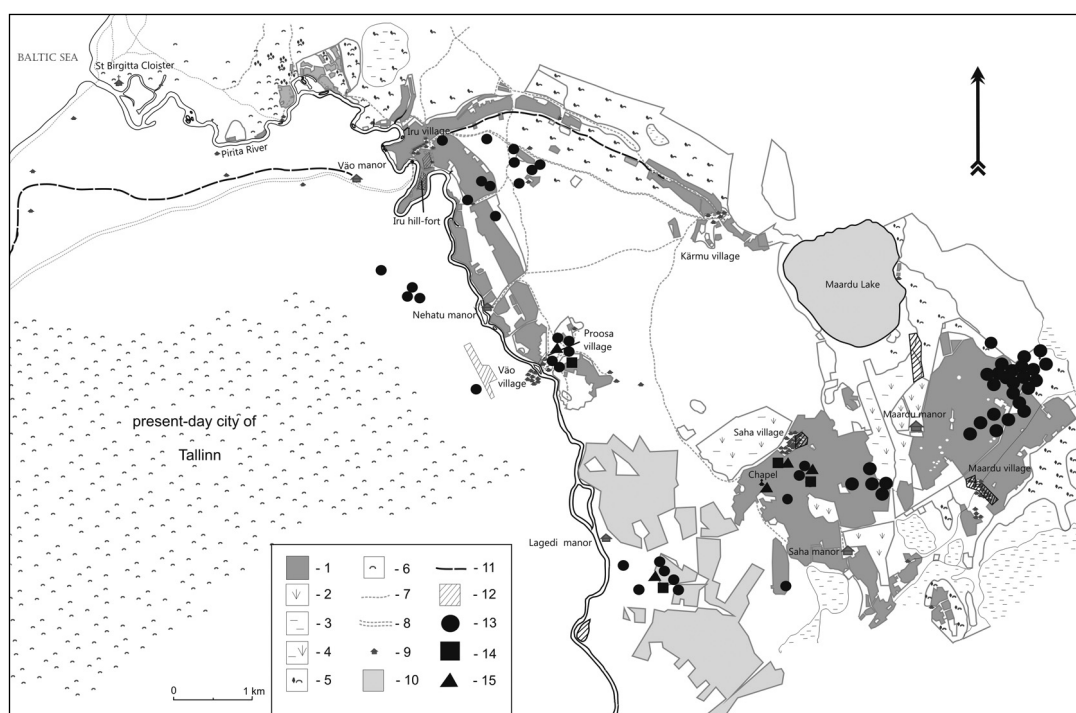 BALTIC SEA
St Birgitta Cloister
Pirita River
Iru village
Väo manor
Iru hill-fort
Kärmu village
Maardu Lake
Nehatu manor
Proosa
village
Väo
village
present-day city of
Tallinn
Maardu manor
Saha village
Chapel
Maardu village
Lagedi manor
Saha manor
- 1
- 2
- 3
- 4
- 5
- 6
- 7
- 8
- 9
- 10
- 11
- 12
- 13
- 14
- 15
0
1 km